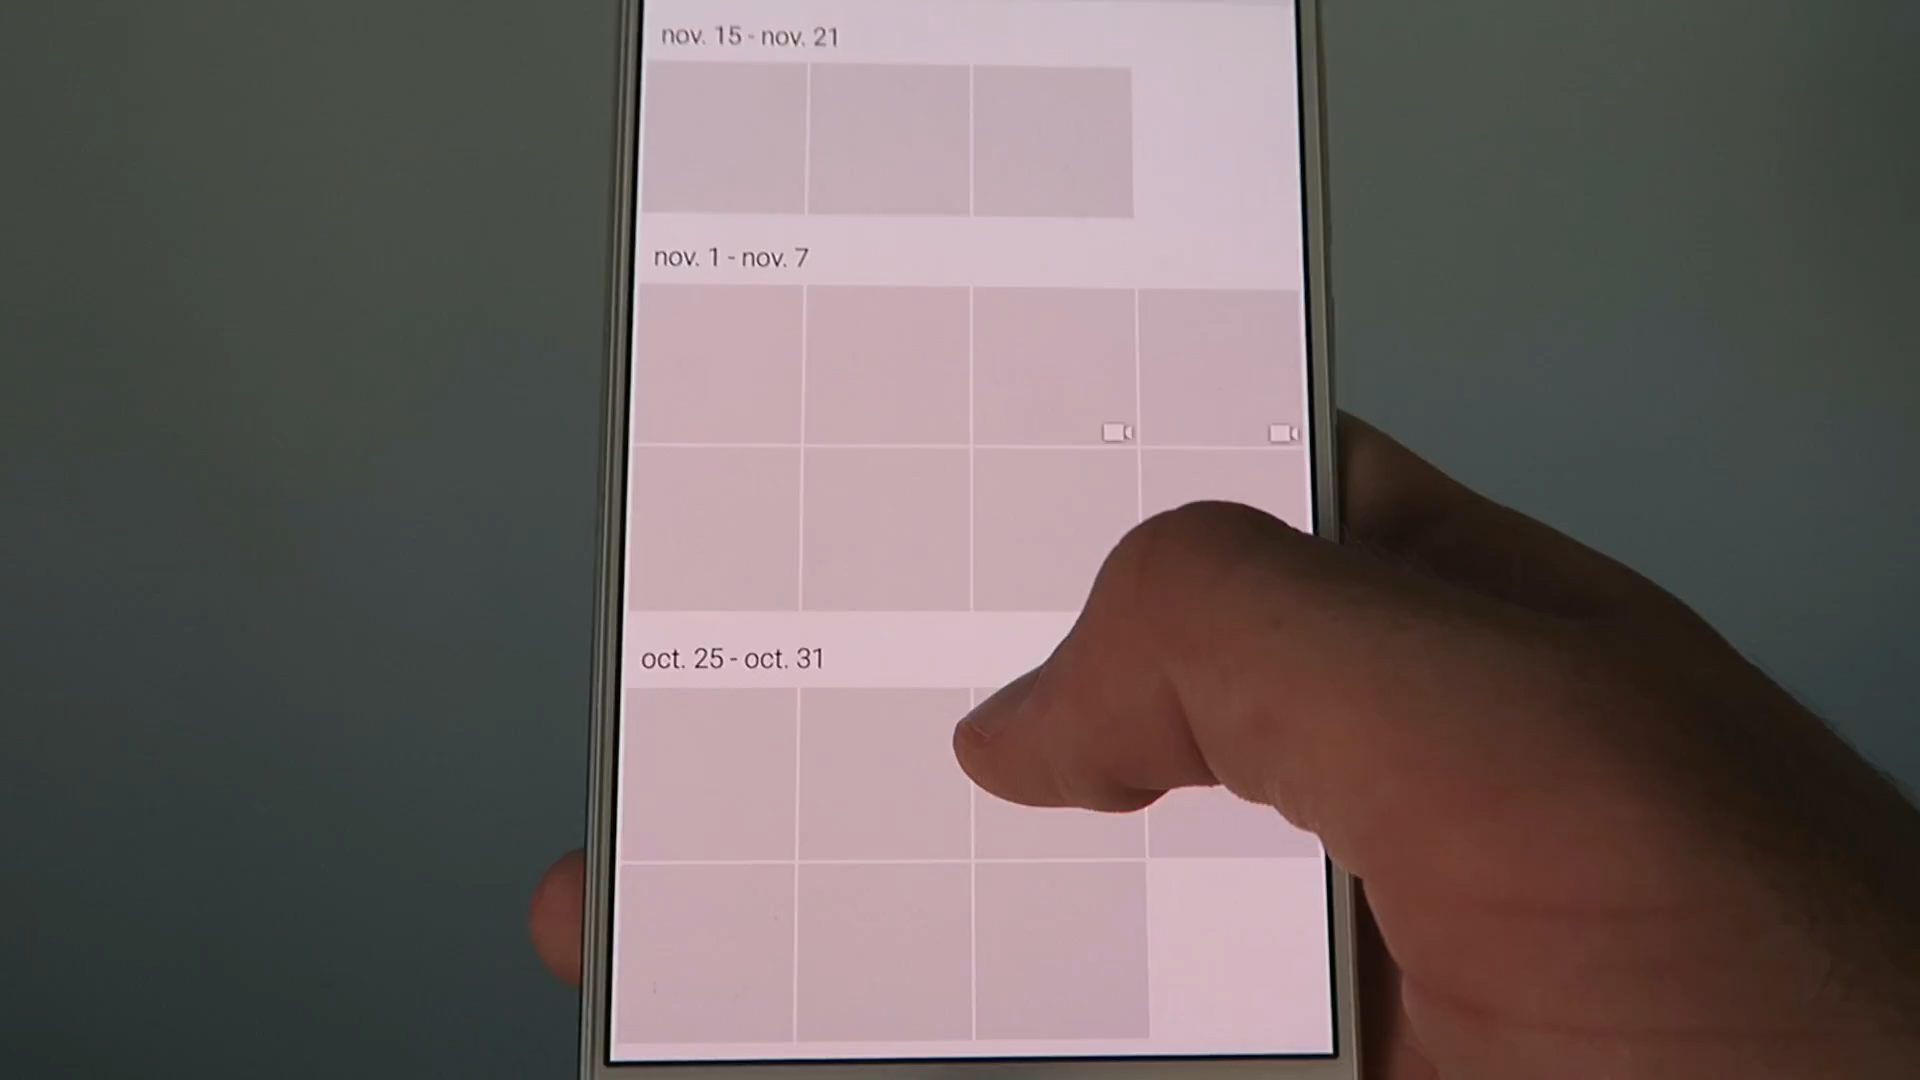 nov. 15 - nov. 21
nov. 1 - nov. 7
oct. 25 - oct. 31